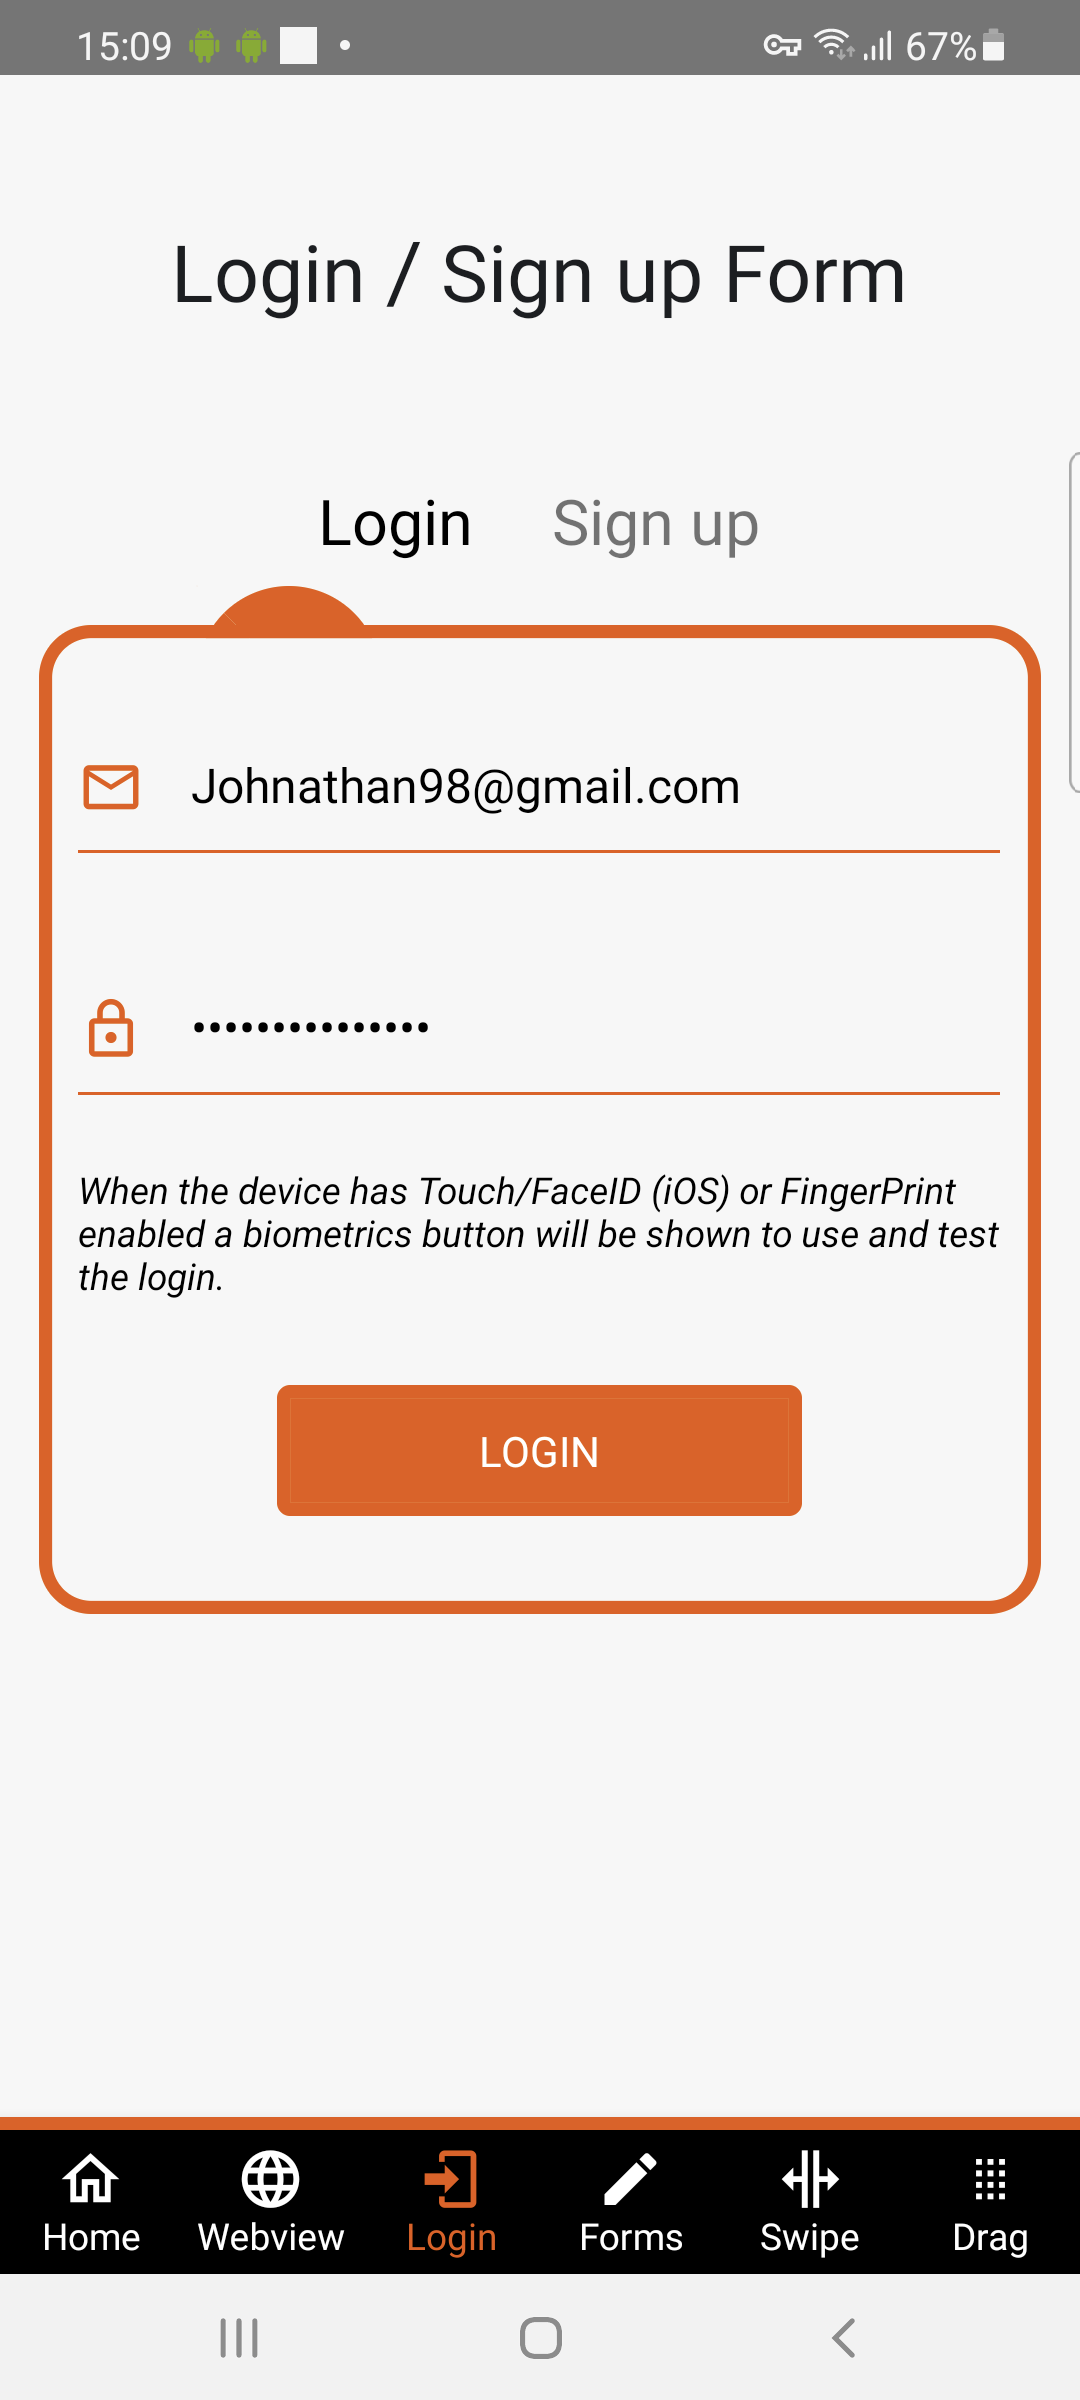 15:09 67%
Login / Sign up Form
Login Sign up
Johnathan98@gmail.com
•••••••••••••••
When the device has Touch/FaceID (iOS) or FingerPrint
enabled a biometrics button will be shown to use and test
the login.
LOGIN
Home Webview Login Forms Swipe Drag